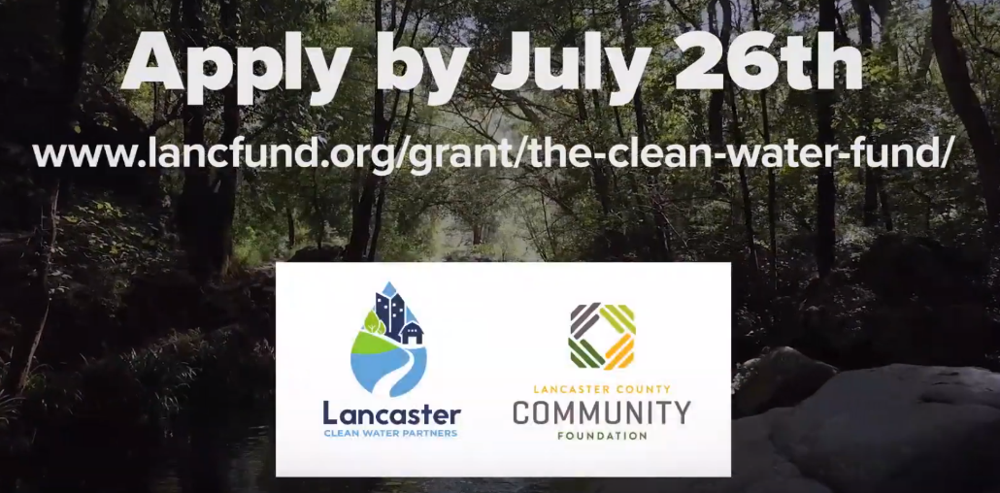 Apply by July 26th
www.lancfund.org/grant/the-clean-water-fund/
Lancaster
CLEAN WATER PARTNERS
LANCASTER COUNTY
COMMUNITY
FOUNDATION